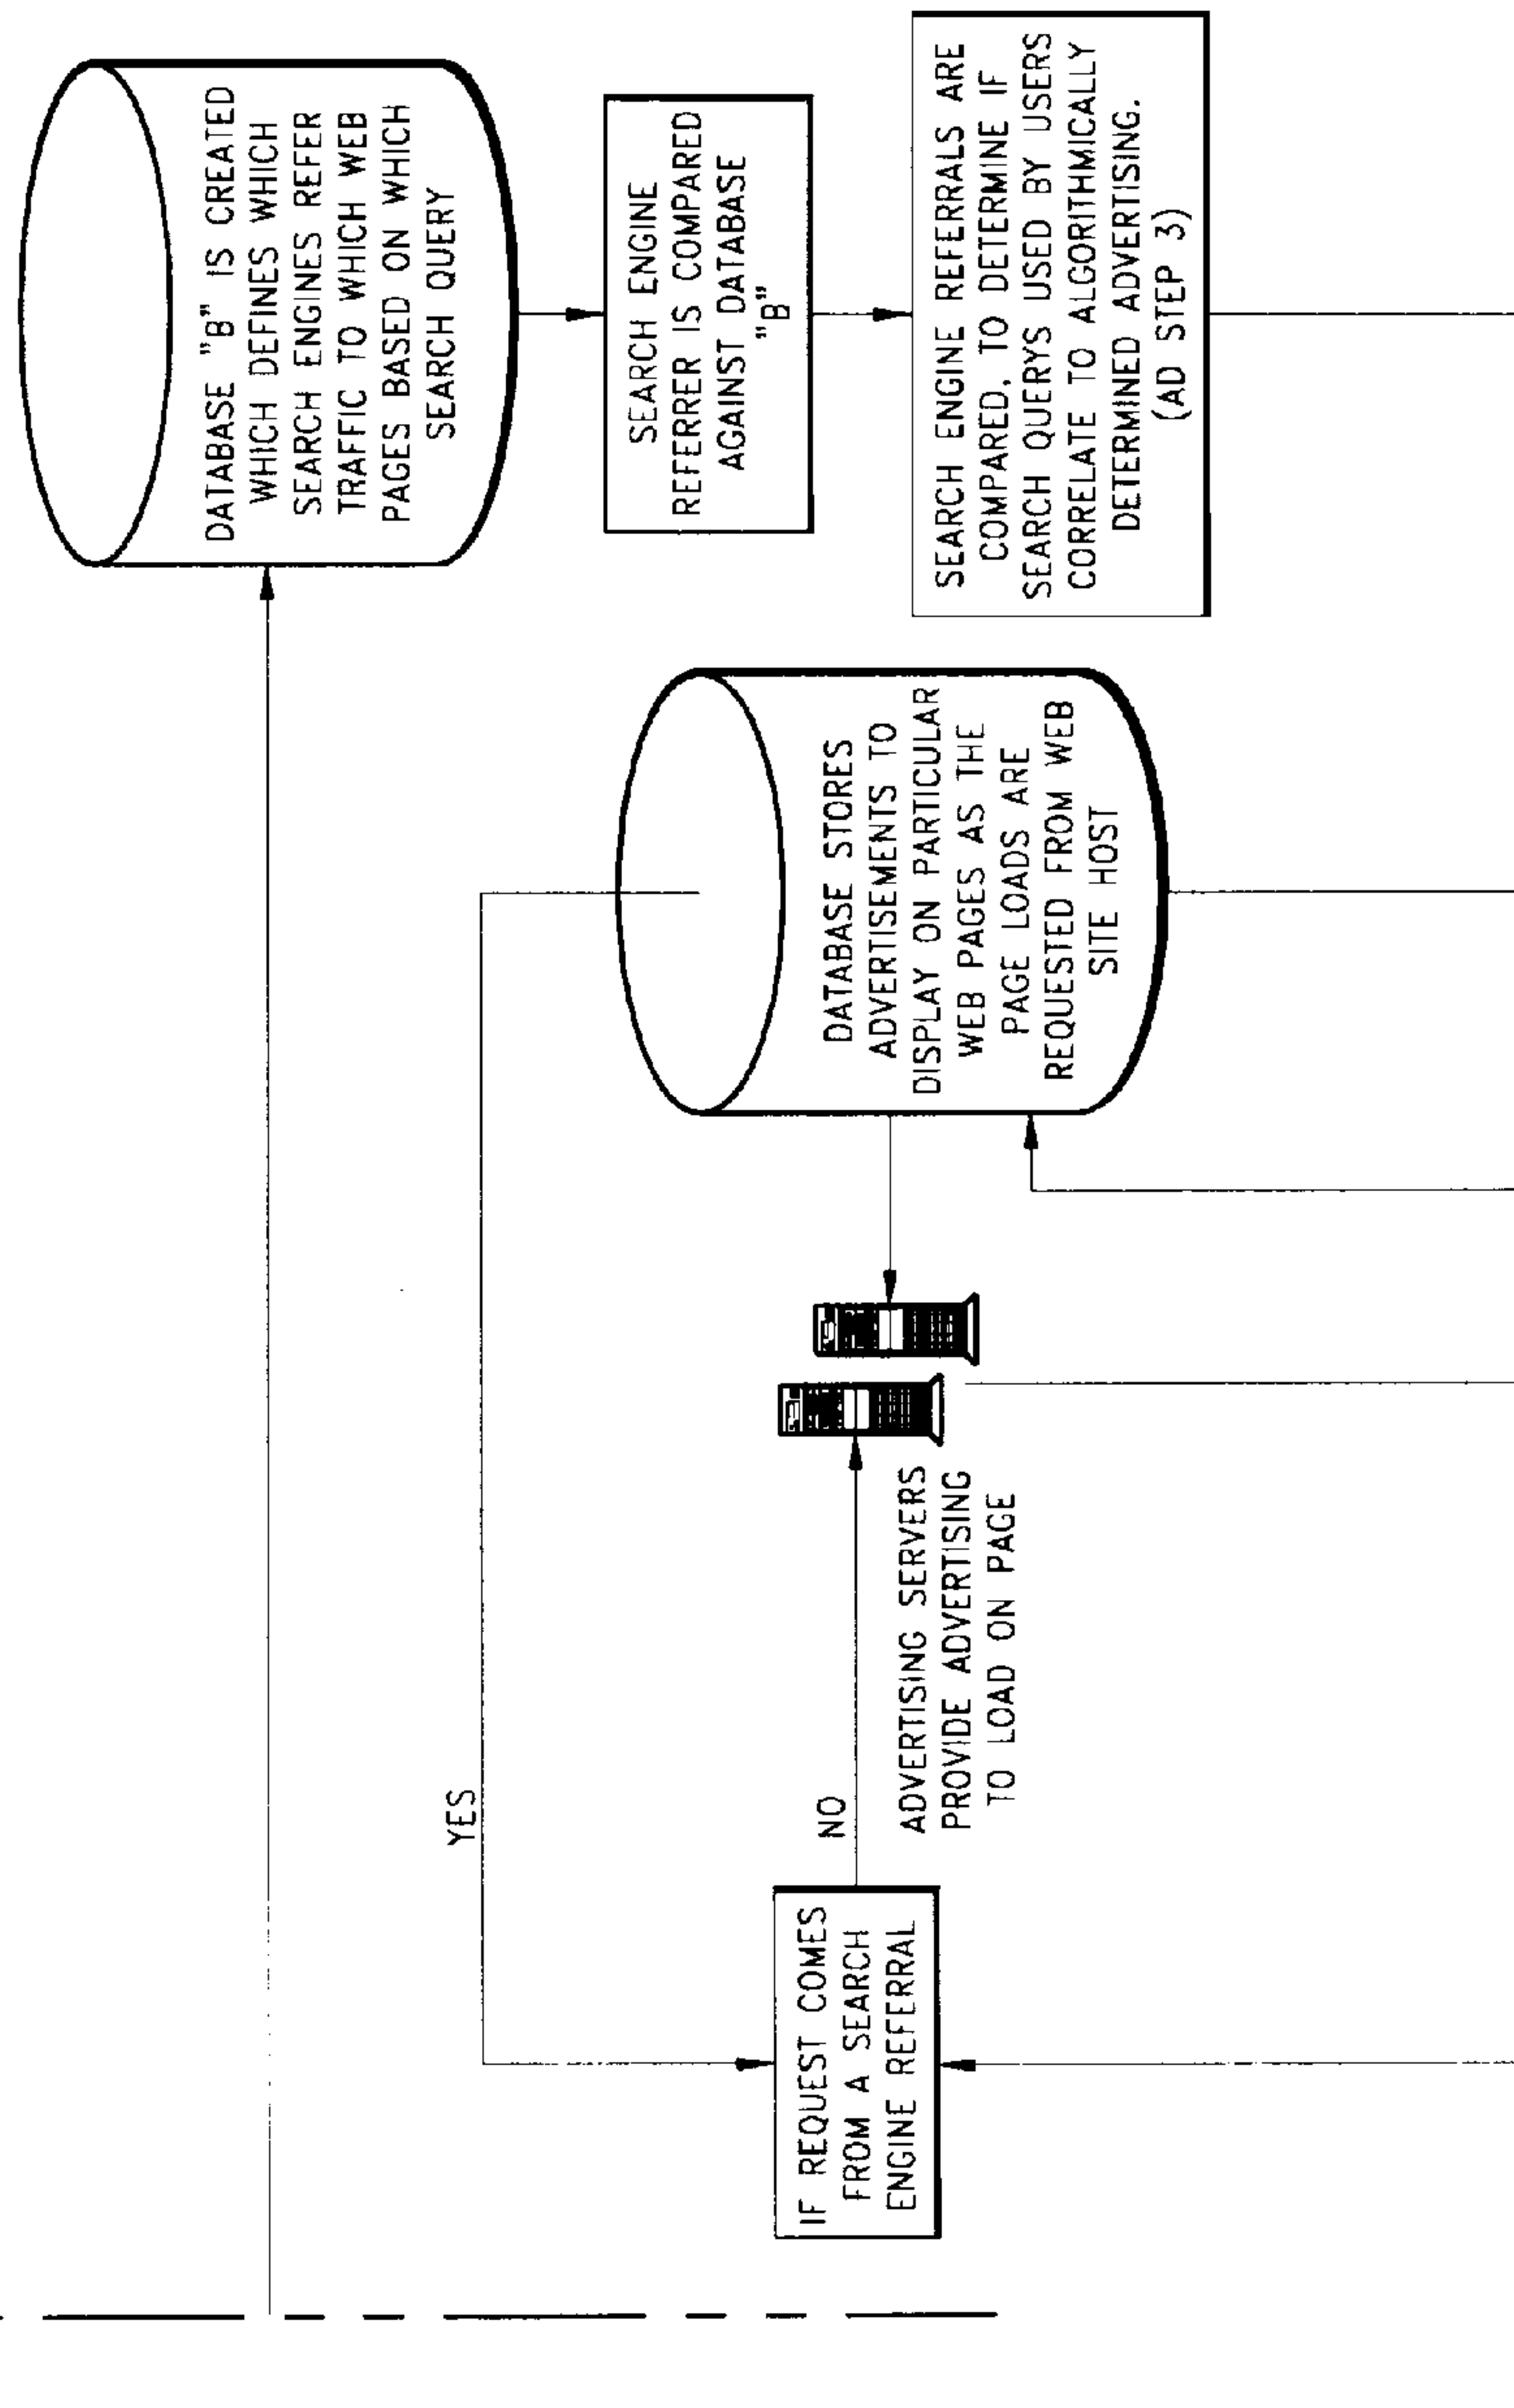 DATABASE "B" IS CREATED
WHICH DEFINES WHICH
SEARCH ENGINES REFER
TRAFFIC TO WHICH WEB
PAGES BASED ON WHICH
SEARCH QUERY
SEARCH ENGINE
REFERRER IS COMPARED
AGAINST DATABASE
"B"
SEARCH ENGINE REFERRALS ARE
COMPARED, TO DETERMINE IF
SEARCH QUERYS USED BY USERS
CORRELATE TO ALGORITHMICALLY
DETERMINED ADVERTISING.
(AD STEP 3)
YES
DATABASE STORES
ADVERTISEMENTS TO
DISPLAY ON PARTICULAR
WEB PAGES AS THE
PAGE LOADS ARE
REQUESTED FROM WEB
SITE HOST
IF REQUEST COMES
FROM A SEARCH
ENGINE REFERRAL
NO
ADVERTISING SERVERS
PROVIDE ADVERTISING
TO LOAD ON PAGE